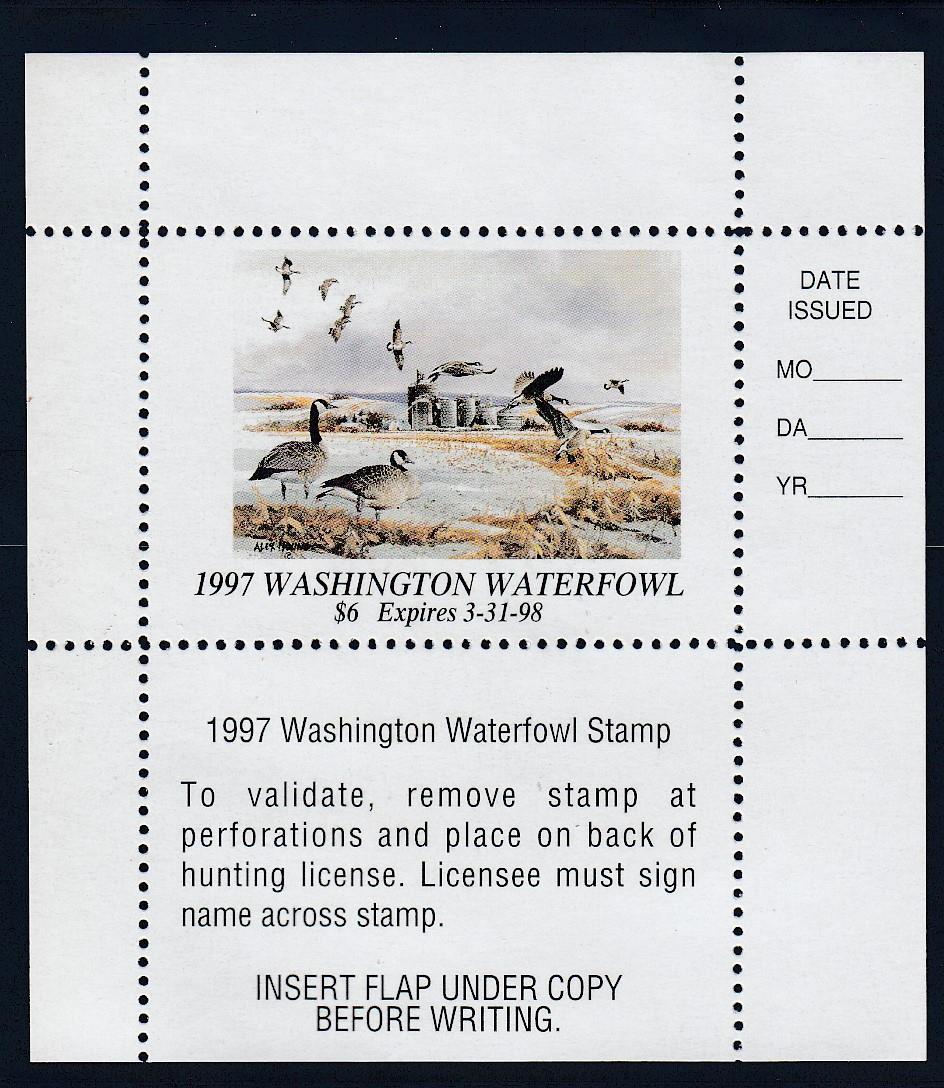 DATE
ISSUED
MO_______
DA________
YR________
1997 WASHINGTON WATERFOWL
$6 Expires 3-31-98
1997 Washington Waterfowl Stamp
To validate, remove stamp at
perforations and place on back of
hunting license. Licensee must sign
name across stamp.
INSERT FLAP UNDER COPY
BEFORE WRITING.